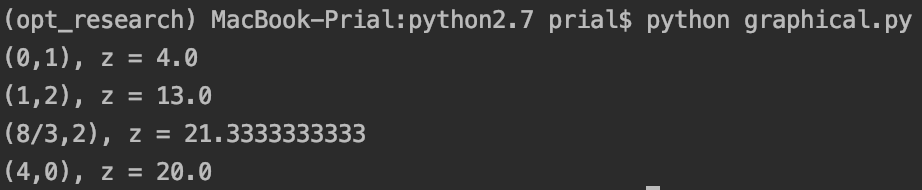 (opt_research) MacBook-Prial:python2.7 prial$ python graphical.py
(0,1), z = 4.0
(1,2), z = 13.0
(8/3,2), z = 21.3333333333
(4,0), z = 20.0